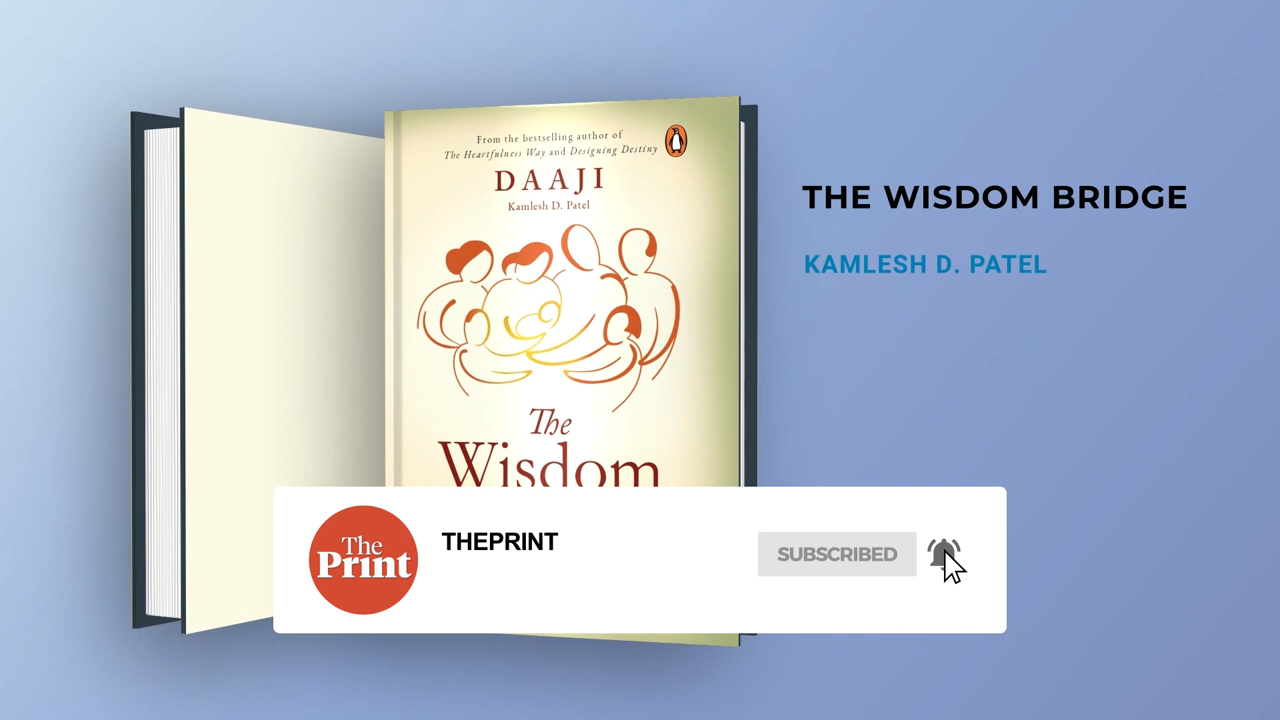 From the bestselling author of
The Heartfulness Way and Designing Destiny
DAAJI
Kamlesh D. Patel
The
Wisdom
THE WISDOM BRIDGE
KAMLESH D. PATEL
The
Print
THEPRINT
SUBSCRIBED